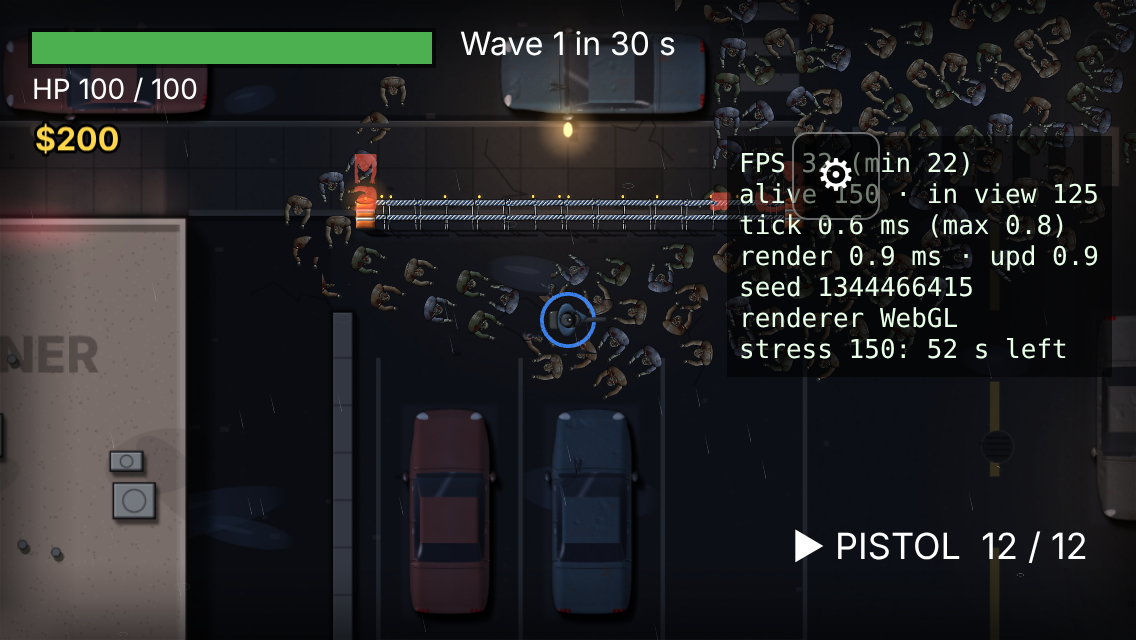 Wave 1 in 30 s
HP 100 / 100
$200
FPS 32 (min 22)
alive 150 · in view 125
tick 0.6 ms (max 0.8)
render 0.9 ms · upd 0.9
seed 1344466415
renderer WebGL
stress 150: 52 s left
NER
PISTOL 12 / 12